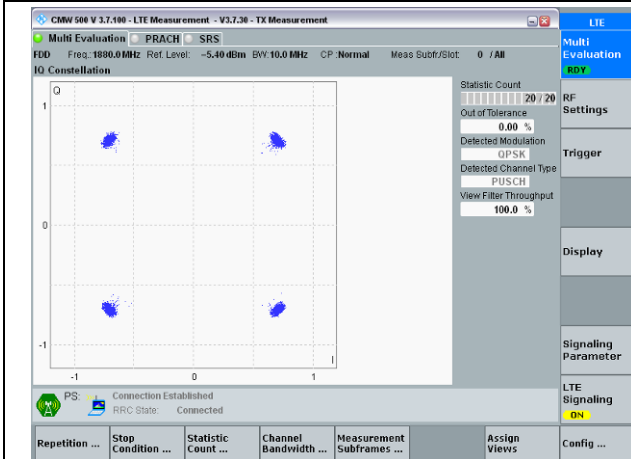 CMW 500 V 3.7.100 - LTE Measurement - V3.7.30 - TX Measurement
LTE
Multi Evaluation PRACH SRS
FDD Freq.:1880.0 MHz Ref. Level: -5.40 dBm BW:10.0 MHz CP :Normal Meas Subfr./Slot: 0 / All
IQ Constellation
Q
1
0
-1
I
-1 0 1
Statistic Count
20 / 20
Out of Tolerance
0.00 %
Detected Modulation
QPSK
Detected Channel Type
PUSCH
View Filter Throughput
100.0 %
Multi
Evaluation
RDY
RF
Settings
Trigger
Display
Signaling
Parameter
LTE
Signaling
ON
PS: Connection Established
RRC State: Connected
Repetition ...
Stop
Condition ...
Statistic
Count ...
Channel
Bandwidth ...
Measurement
Subframes ...
Assign
Views
Config ...